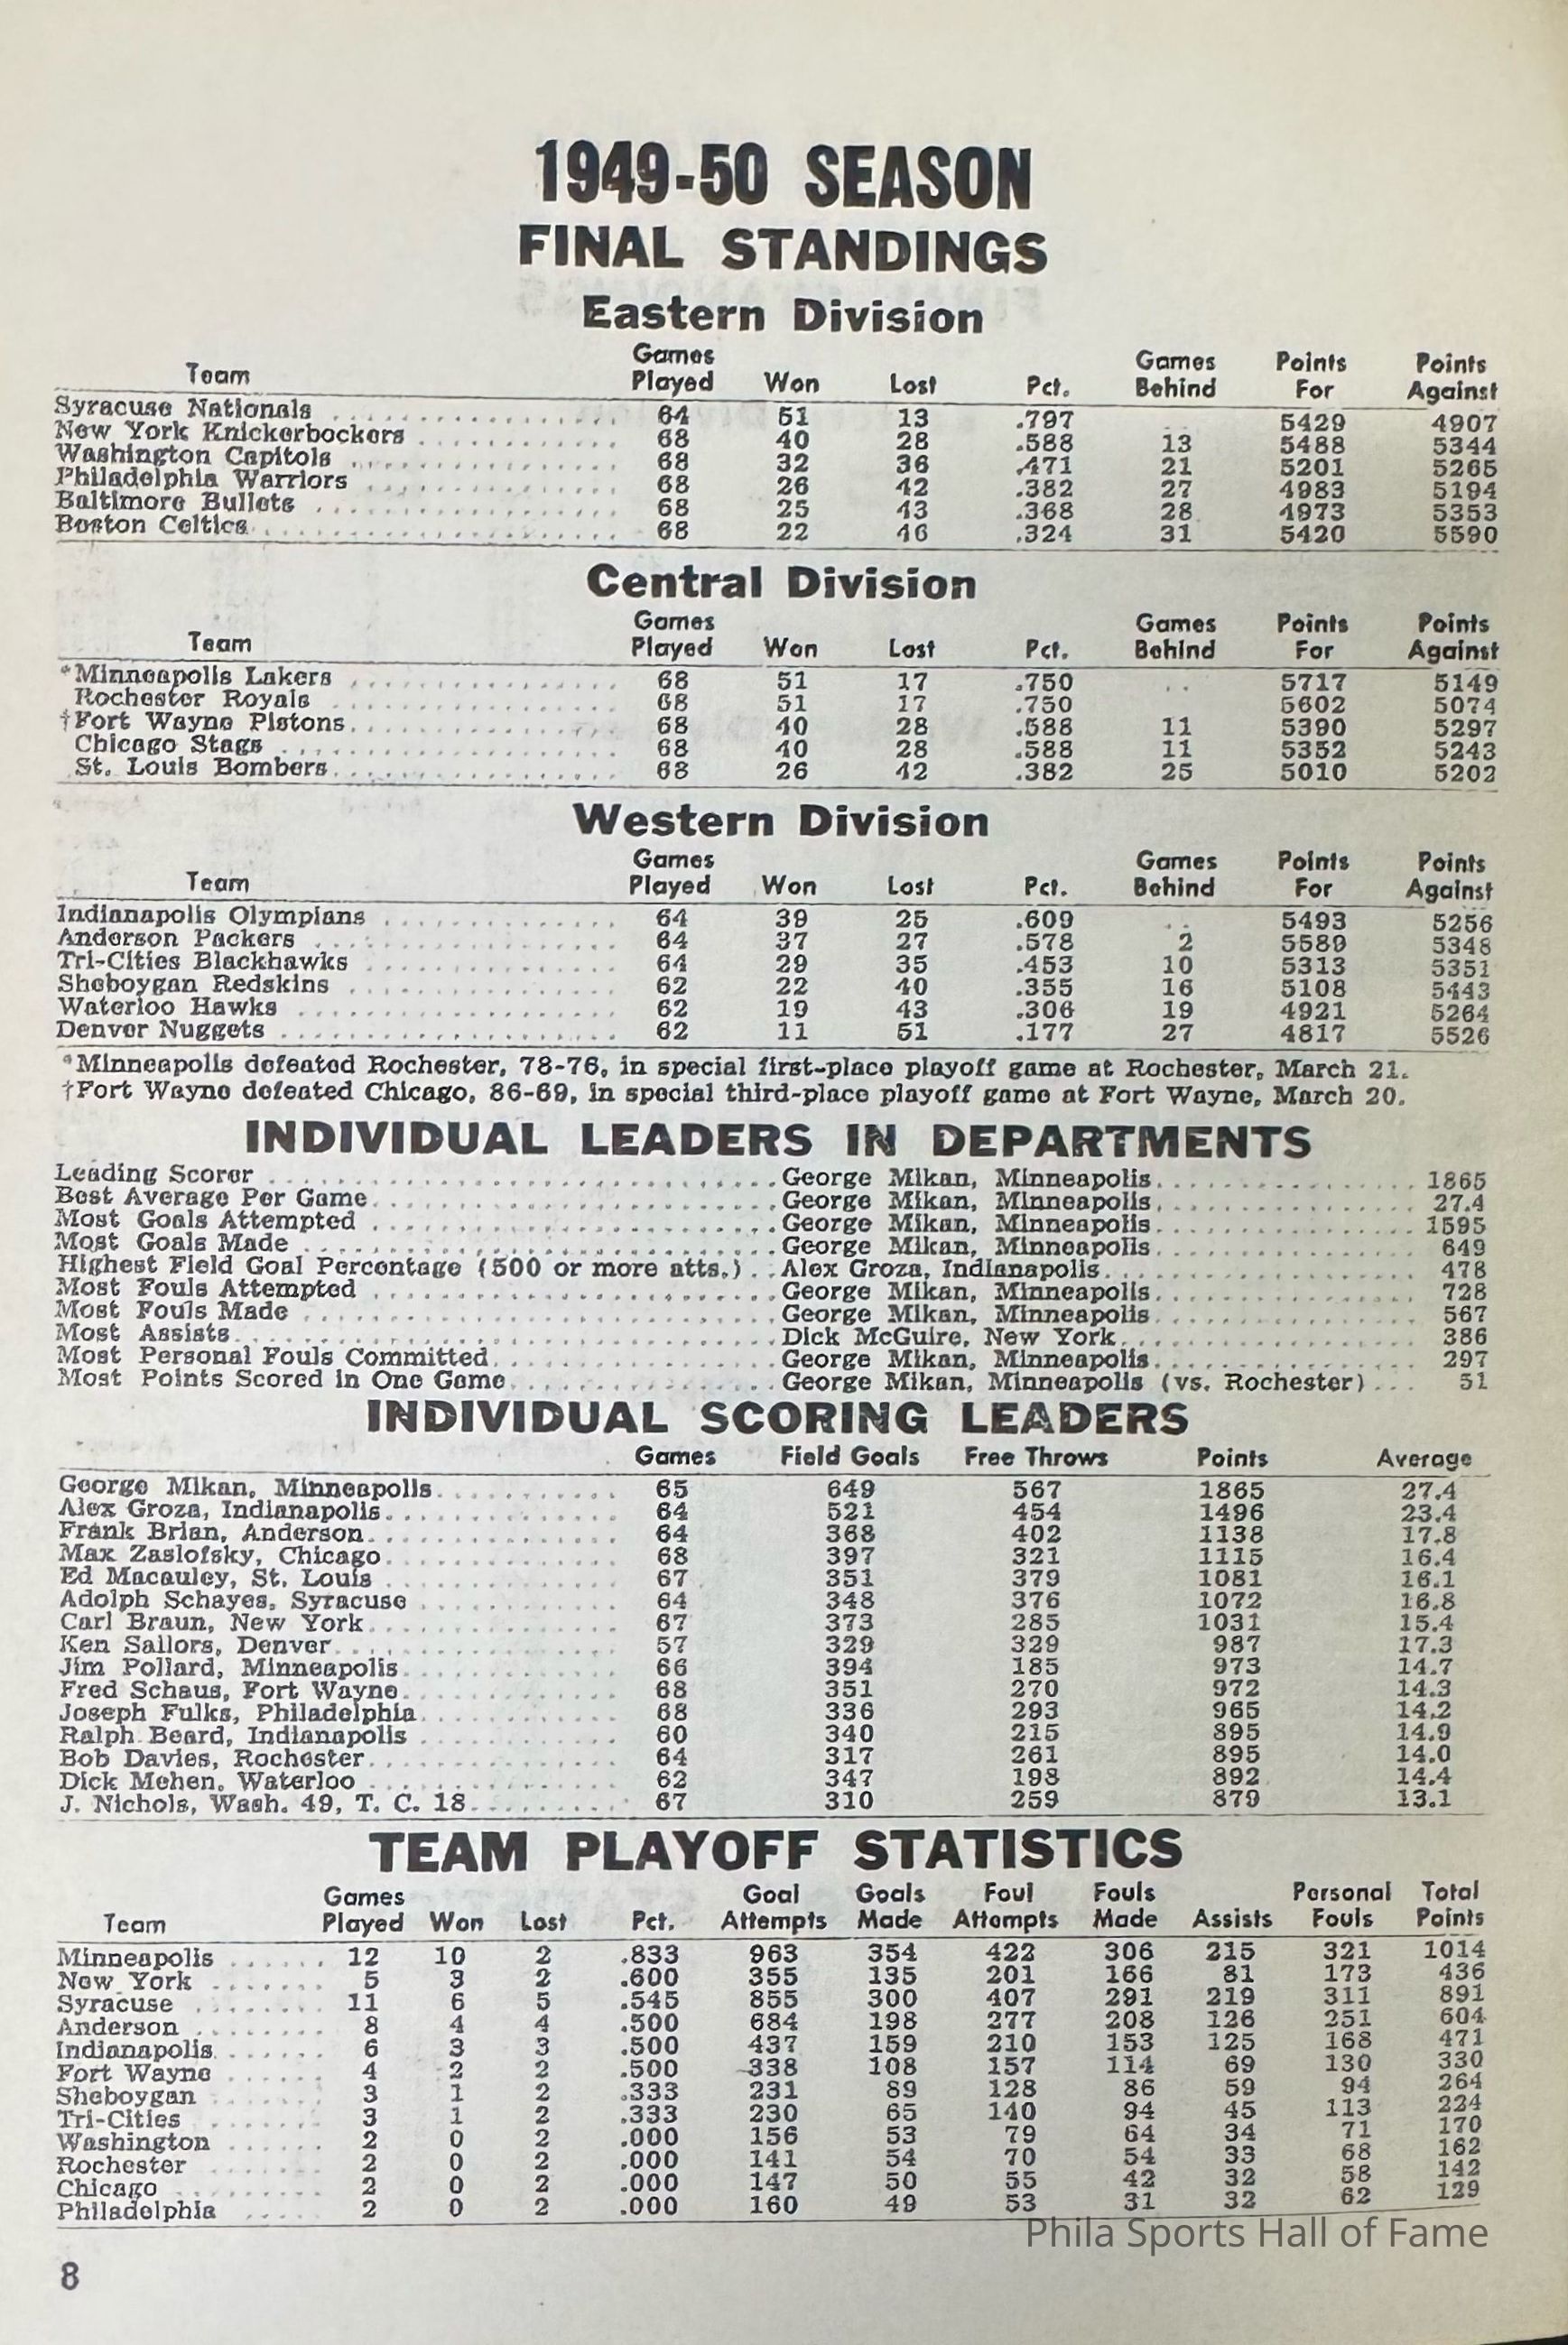 1949-50 SEASON
FINAL STANDINGS
Eastern Division
Team Games Played Won Lost Pct. Games Behind Points For Points Against
Syracuse Nationals 64 51 13 .797 .. 5429 4907
New York Knickerbockers 68 40 28 .588 13 5488 5344
Washington Capitols 68 32 36 .471 21 5201 5265
Philadelphia Warriors 68 26 42 .382 27 4983 5194
Baltimore Bullets 68 25 43 .368 28 4973 5353
Boston Celtics 68 22 46 .324 31 5420 5590
Central Division
Team Games Played Won Lost Pct. Games Behind Points For Points Against
*Minneapolis Lakers 68 51 17 .750 .. 5717 5149
Rochester Royals 68 51 17 .750 5602 5074
†Fort Wayne Pistons 68 40 28 .588 11 5390 5297
Chicago Stags 68 40 28 .588 11 5352 5243
St. Louis Bombers 68 26 42 .382 25 5010 5202
Western Division
Team Games Played Won Lost Pct. Games Behind Points For Points Against
Indianapolis Olympians 64 39 25 .609 .. 5493 5256
Anderson Packers 64 37 27 .578 2 5589 5348
Tri-Cities Blackhawks 64 29 35 .453 10 5313 5351
Sheboygan Redskins 62 22 40 .355 16 5108 5443
Waterloo Hawks 62 19 43 .306 19 4921 5264
Denver Nuggets 62 11 51 .177 27 4817 5526
*Minneapolis defeated Rochester, 78-76, in special first-place playoff game at Rochester, March 21.
†Fort Wayne defeated Chicago, 86-69, in special third-place playoff game at Fort Wayne, March 20.
INDIVIDUAL LEADERS IN DEPARTMENTS
Leading Scorer George Mikan, Minneapolis 1865
Best Average Per Game George Mikan, Minneapolis 27.4
Most Goals Attempted George Mikan, Minneapolis 1595
Most Goals Made George Mikan, Minneapolis 649
Highest Field Goal Percentage (500 or more atts.) Alex Groza, Indianapolis 478
Most Fouls Attempted George Mikan, Minneapolis 728
Most Fouls Made George Mikan, Minneapolis 567
Most Assists Dick McGuire, New York 386
Most Personal Fouls Committed George Mikan, Minneapolis 297
Most Points Scored in One Game George Mikan, Minneapolis (vs. Rochester) 51
INDIVIDUAL SCORING LEADERS
Games Field Goals Free Throws Points Average
George Mikan, Minneapolis 65 649 567 1865 27.4
Alex Groza, Indianapolis 64 521 454 1496 23.4
Frank Brian, Anderson 64 368 402 1138 17.8
Max Zaslofsky, Chicago 68 397 321 1115 16.4
Ed Macauley, St. Louis 67 351 379 1081 16.1
Adolph Schayes, Syracuse 64 348 376 1072 16.8
Carl Braun, New York 67 373 285 1031 15.4
Ken Sailors, Denver 57 329 329 987 17.3
Jim Pollard, Minneapolis 66 394 185 973 14.7
Fred Schaus, Fort Wayne 68 351 270 972 14.3
Joseph Fulks, Philadelphia 68 336 293 965 14.2
Ralph Beard, Indianapolis 60 340 215 895 14.9
Bob Davies, Rochester 64 317 261 895 14.0
Dick Mehen, Waterloo 62 347 198 892 14.4
J. Nichols, Wash. 49, T. C. 18 67 310 259 879 13.1
TEAM PLAYOFF STATISTICS
Team Games Played Won Lost Pct. Goal Attempts Goals Made Foul Attempts Fouls Made Assists Personal Fouls Total Points
Minneapolis 12 10 2 .833 963 354 422 306 215 321 1014
New York 5 3 2 .600 355 135 201 166 81 173 436
Syracuse 11 6 5 .545 855 300 407 291 219 311 891
Anderson 8 4 4 .500 684 198 277 208 126 251 604
Indianapolis 6 3 3 .500 437 159 210 153 125 168 471
Fort Wayne 4 2 2 .500 338 108 157 114 69 130 330
Sheboygan 3 1 2 .333 231 89 128 86 59 94 264
Tri-Cities 3 1 2 .333 230 65 140 94 45 113 224
Washington 2 0 2 .000 156 53 79 64 34 71 170
Rochester 2 0 2 .000 141 54 70 54 33 68 162
Chicago 2 0 2 .000 147 50 55 42 32 58 142
Philadelphia 2 0 2 .000 160 49 53 31 32 62 129
Phila Sports Hall of Fame
8